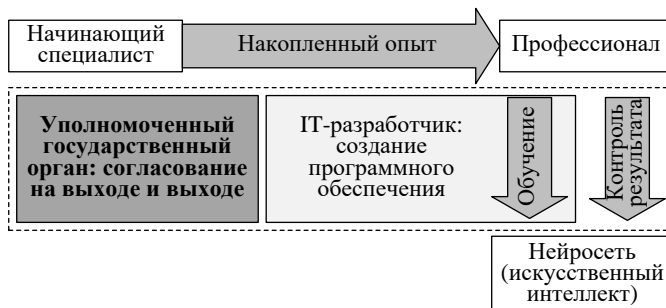 Начинающий
специалист
Накопленный опыт
Профессионал
Уполномоченный
государственный
орган: согласование
на выходе и выходе
IT-разработчик:
создание
программного
обеспечения
Обучение
Контроль
результата
Нейросеть
(искусственный
интеллект)